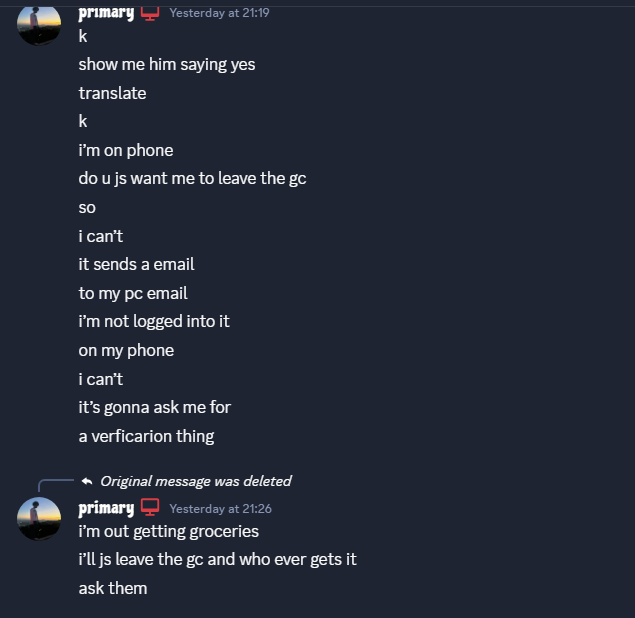 primary Yesterday at 21:19
k
show me him saying yes
translate
k
i'm on phone
do u js want me to leave the gc
so
i can't
it sends a email
to my pc email
i'm not logged into it
on my phone
i can't
it's gonna ask me for
a verficarion thing
Original message was deleted
primary Yesterday at 21:26
i'm out getting groceries
i'll js leave the gc and who ever gets it
ask them